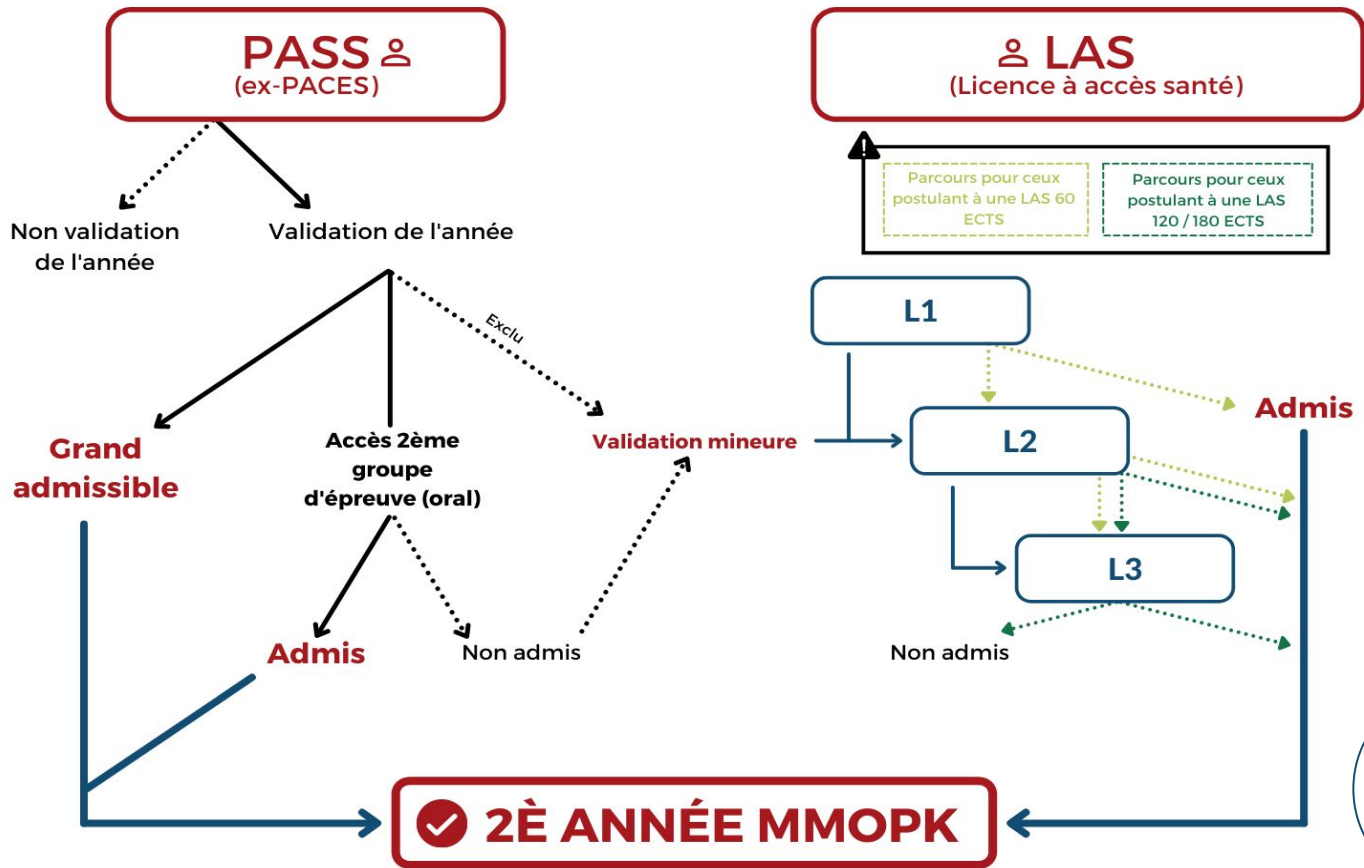 PASS
(ex-PACES)
LAS
(Licence à accès santé)
Parcours pour ceux
postulant à une LAS 60
ECTS
Parcours pour ceux
postulant à une LAS
120 / 180 ECTS
Non validation
de l'année
Validation de l'année
Exclu
L1
Grand
admissible
Accès 2ème
groupe
d'épreuve (oral)
Validation mineure
L2
Admis
L3
Admis
Non admis
Non admis
2È ANNÉE MMOPK